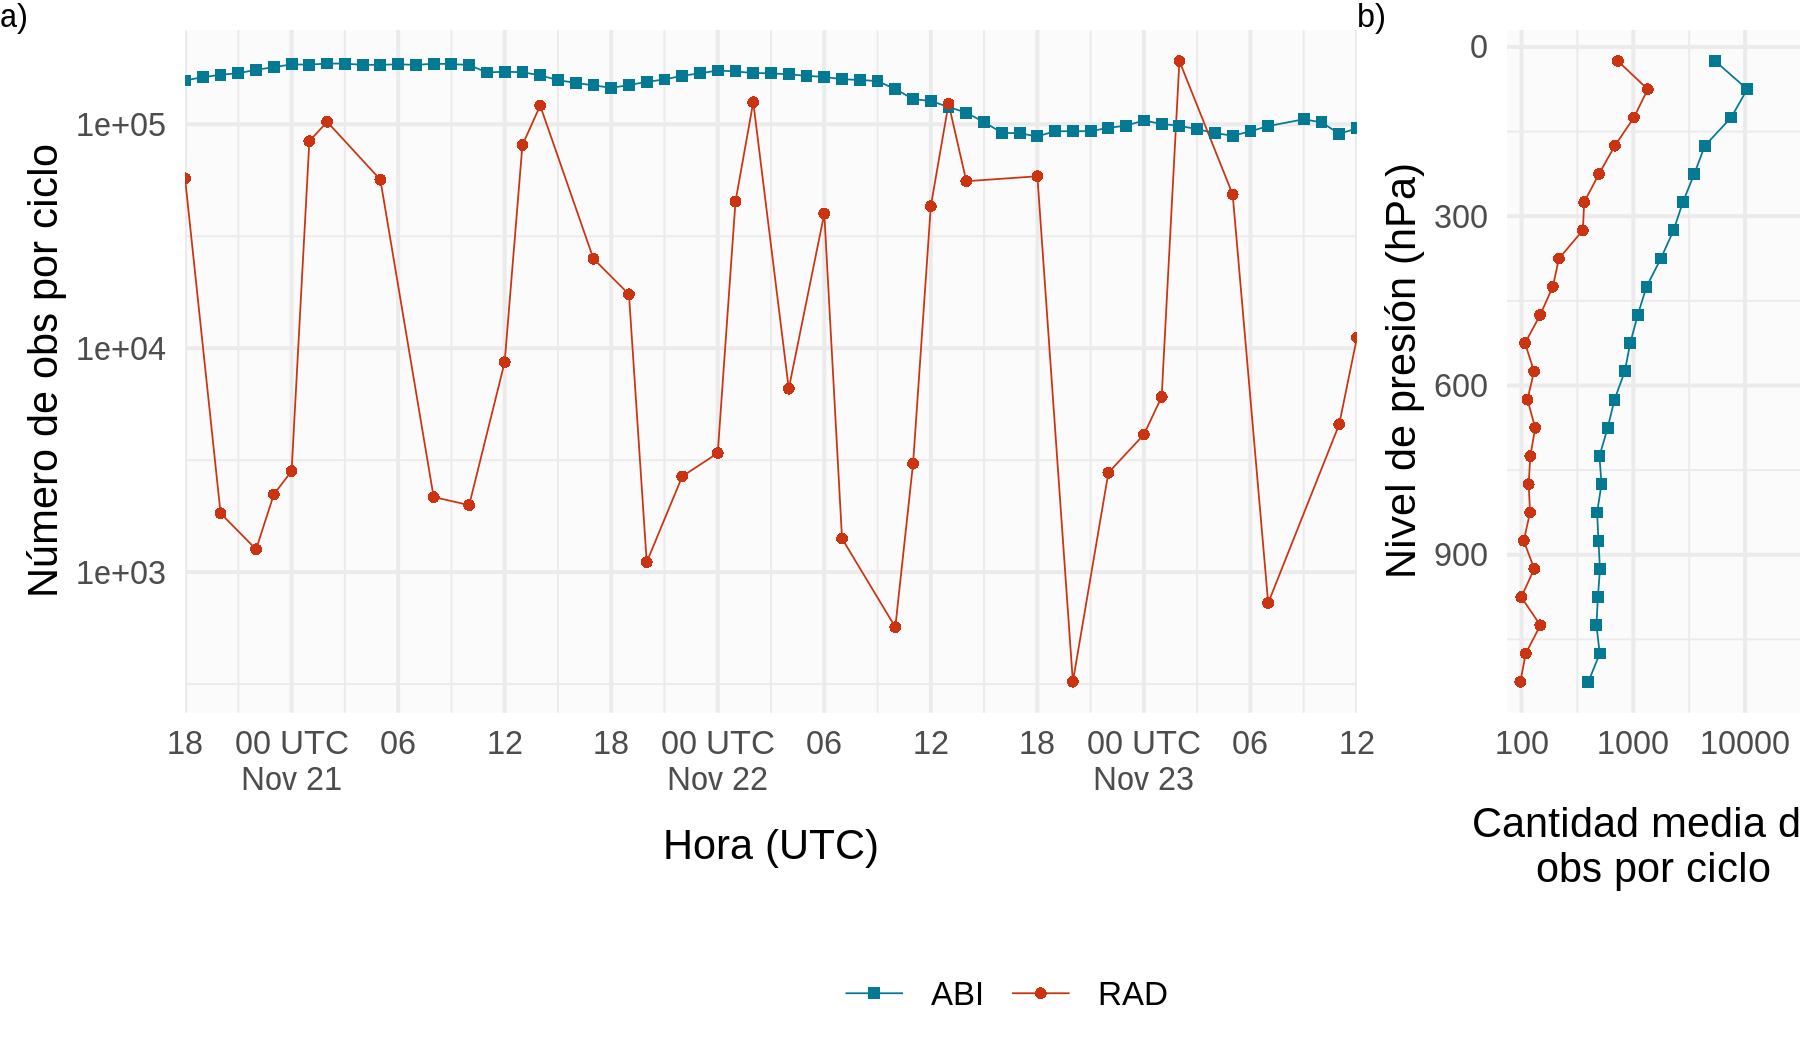 a)
b)
Número de obs por ciclo
1e+05
1e+04
1e+03
18 00 UTC 06 12 18 00 UTC 06 12 18 00 UTC 06 12
Nov 21 Nov 22 Nov 23
Hora (UTC)
Nivel de presión (hPa)
0
300
600
900
100 1000 10000
Cantidad media d
obs por ciclo
ABI RAD